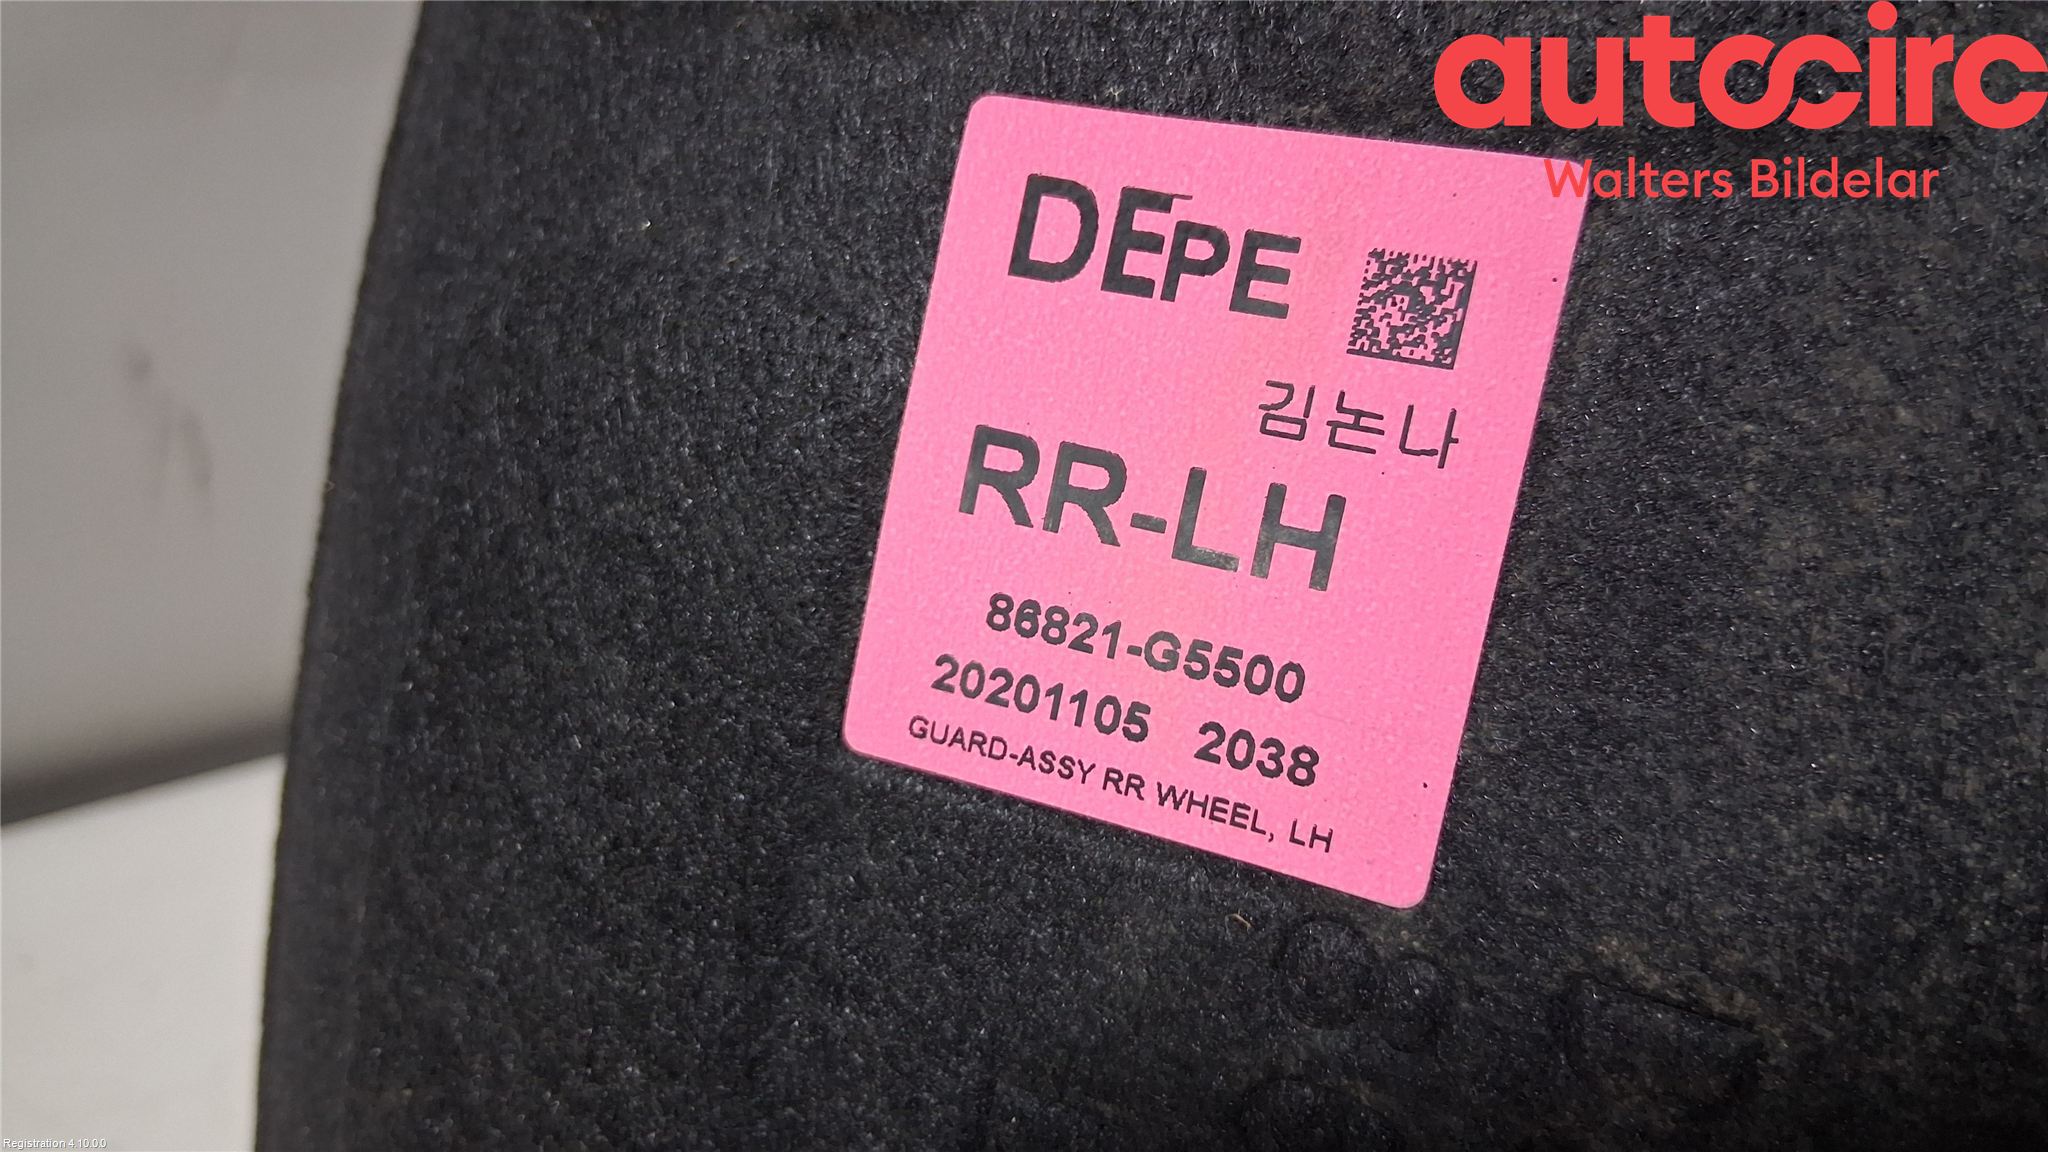 autocirc
Walters Bildelar
DEPE
김논나
RR-LH
86821-G5500
20201105 2038
GUARD-ASSY RR WHEEL, LH
Registration 4.10.0.0